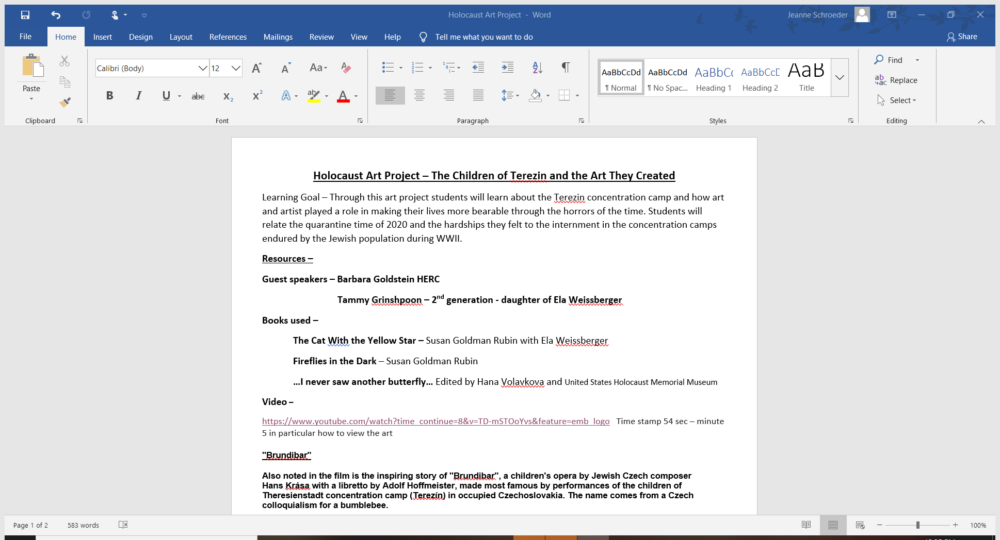 Holocaust Art Project - Word
Jeanne Schroeder
File Home Insert Design Layout References Mailings Review View Help Tell me what you want to do Share
Paste
Clipboard
Calibri (Body) 12
Font
Paragraph
AaBbCcDd AaBbCcDd AaBbC AaBbCcD AaB
¶ Normal ¶ No Spac... Heading 1 Heading 2 Title
Styles
Find
Replace
Select
Editing
Holocaust Art Project – The Children of Terezin and the Art They Created
Learning Goal – Through this art project students will learn about the Terezin concentration camp and how art
and artist played a role in making their lives more bearable through the horrors of the time. Students will
relate the quarantine time of 2020 and the hardships they felt to the internment in the concentration camps
endured by the Jewish population during WWII.
Resources –
Guest speakers – Barbara Goldstein HERC
Tammy Grinshpoon – 2nd generation - daughter of Ela Weissberger
Books used –
The Cat With the Yellow Star – Susan Goldman Rubin with Ela Weissberger
Fireflies in the Dark – Susan Goldman Rubin
...I never saw another butterfly... Edited by Hana Volavkova and United States Holocaust Memorial Museum
Video –
https://www.youtube.com/watch?time_continue=8&v=TD-mSTOoYvs&feature=emb_logo Time stamp 54 sec – minute
5 in particular how to view the art
"Brundibar"
Also noted in the film is the inspiring story of "Brundibar", a children's opera by Jewish Czech composer
Hans Krása with a libretto by Adolf Hoffmeister, made most famous by performances of the children of
Theresienstadt concentration camp (Terezín) in occupied Czechoslovakia. The name comes from a Czech
colloquialism for a bumblebee.
Page 1 of 2 583 words 100%